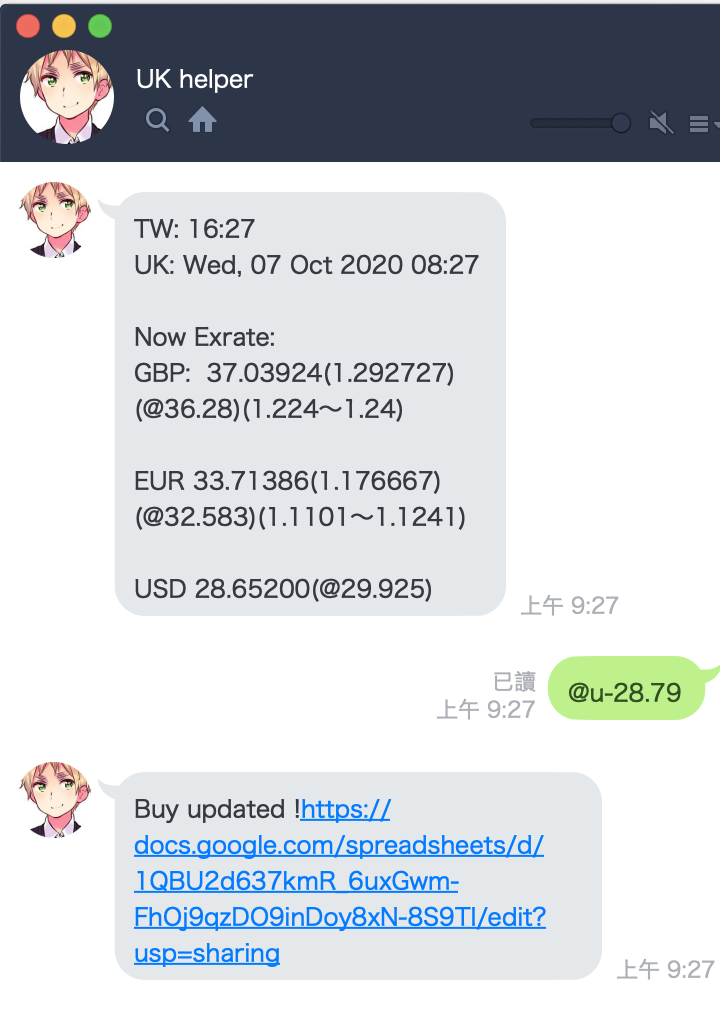 UK helper
TW: 16:27
UK: Wed, 07 Oct 2020 08:27
Now Exrate:
GBP:  37.03924(1.292727)
(@36.28)(1.224～1.24)
EUR 33.71386(1.176667)
(@32.583)(1.1101～1.1241)
USD 28.65200(@29.925)
上午 9:27
已讀
上午 9:27
@u-28.79
Buy updated !https://
docs.google.com/spreadsheets/d/
1QBU2d637kmR_6uxGwm-
FhOj9qzDO9inDoy8xN-8S9TI/edit?
usp=sharing
上午 9:27